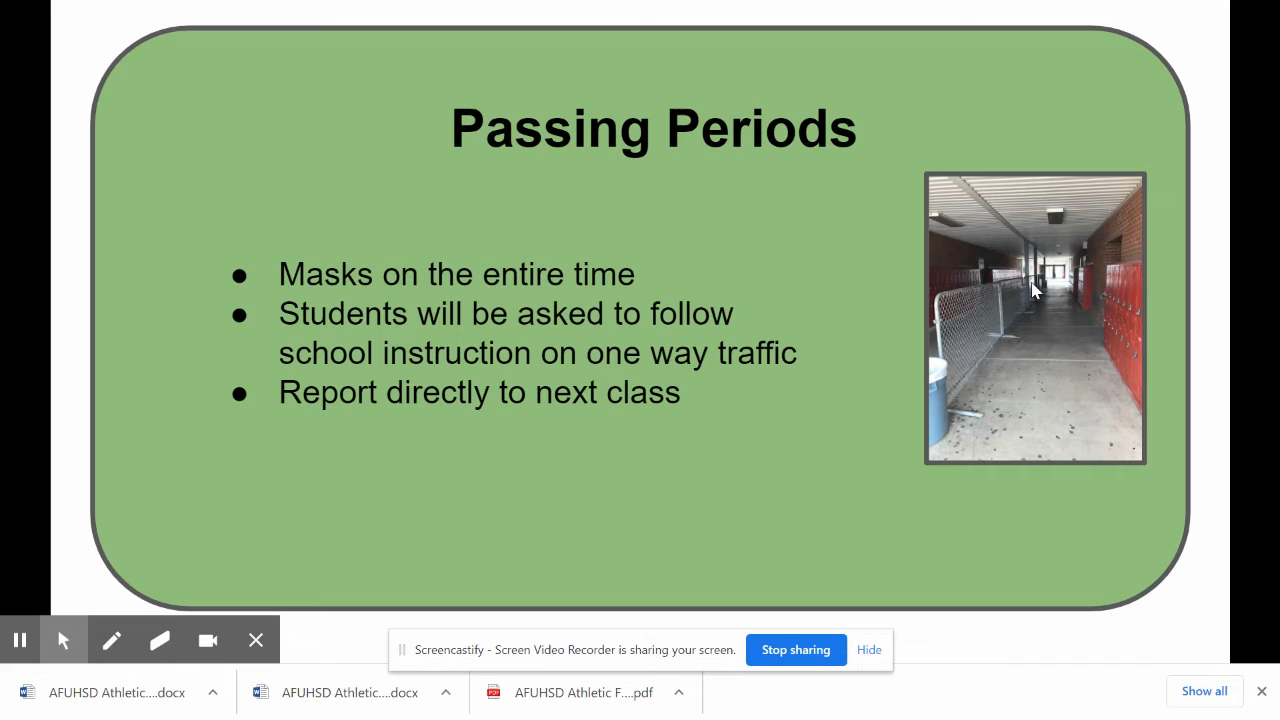 Passing Periods
● Masks on the entire time
● Students will be asked to follow
school instruction on one way traffic
● Report directly to next class
Screencastify - Screen Video Recorder is sharing your screen.
Stop sharing
Hide
AFUHSD Athletic....docx
AFUHSD Athletic....docx
PDF
AFUHSD Athletic F....pdf
Show all